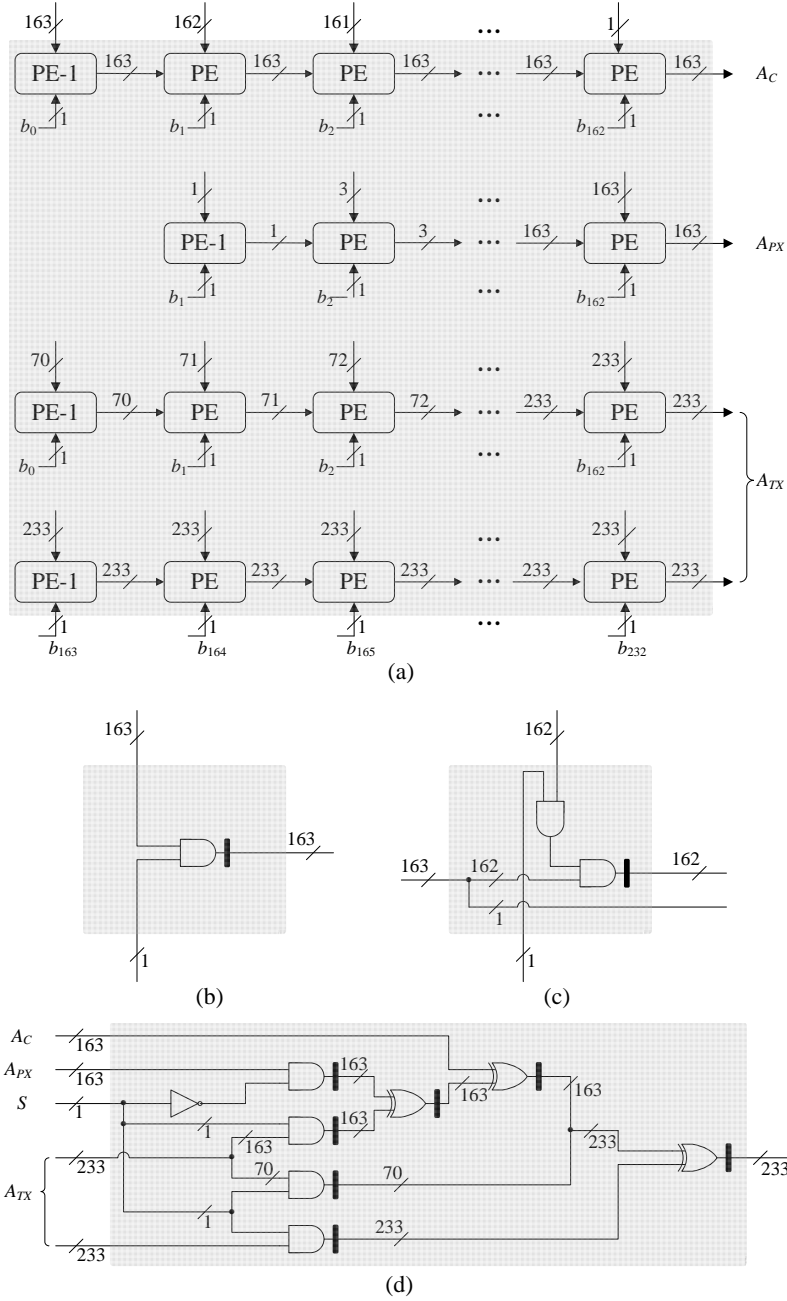 163 162 161 ... 1
PE-1 163 PE 163 PE 163 ... 163 PE 163 A_C
b_0 1 b_1 1 b_2 1 ... b_162 1
1 3 ... 163
PE-1 1 PE 3 ... 163 PE 163 A_PX
b_1 1 b_2 1 ... b_162 1
70 71 72 ... 233
PE-1 70 PE 71 PE 72 ... 233 PE 233
b_0 1 b_1 1 b_2 1 ... b_162 1
A_TX
233 233 233 ... 233
PE-1 233 PE 233 PE 233 ... 233 PE 233
1 1 1 ... 1
b_163 b_164 b_165 b_232
(a)
163
163
1
(b)
162
163 162 162
1
1
(c)
A_C 163
A_PX 163 163 163 163
S 1 1 163 163 233
A_TX 233 70 70 233
1
233 233
(d)